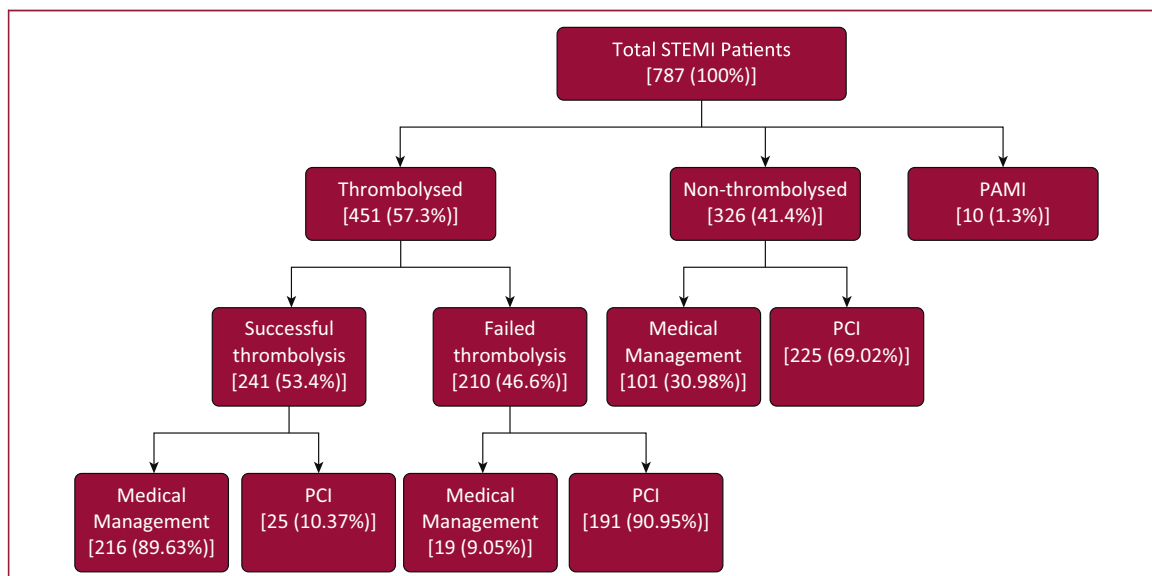 Total STEMI Patients
[787 (100%)]
Thrombolysed
[451 (57.3%)]
Non-thrombolysed
[326 (41.4%)]
PAMI
[10 (1.3%)]
Successful
thrombolysis
[241 (53.4%)]
Failed
thrombolysis
[210 (46.6%)]
Medical
Management
[101 (30.98%)]
PCI
[225 (69.02%)]
Medical
Management
[216 (89.63%)]
PCI
[25 (10.37%)]
Medical
Management
[19 (9.05%)]
PCI
[191 (90.95%)]